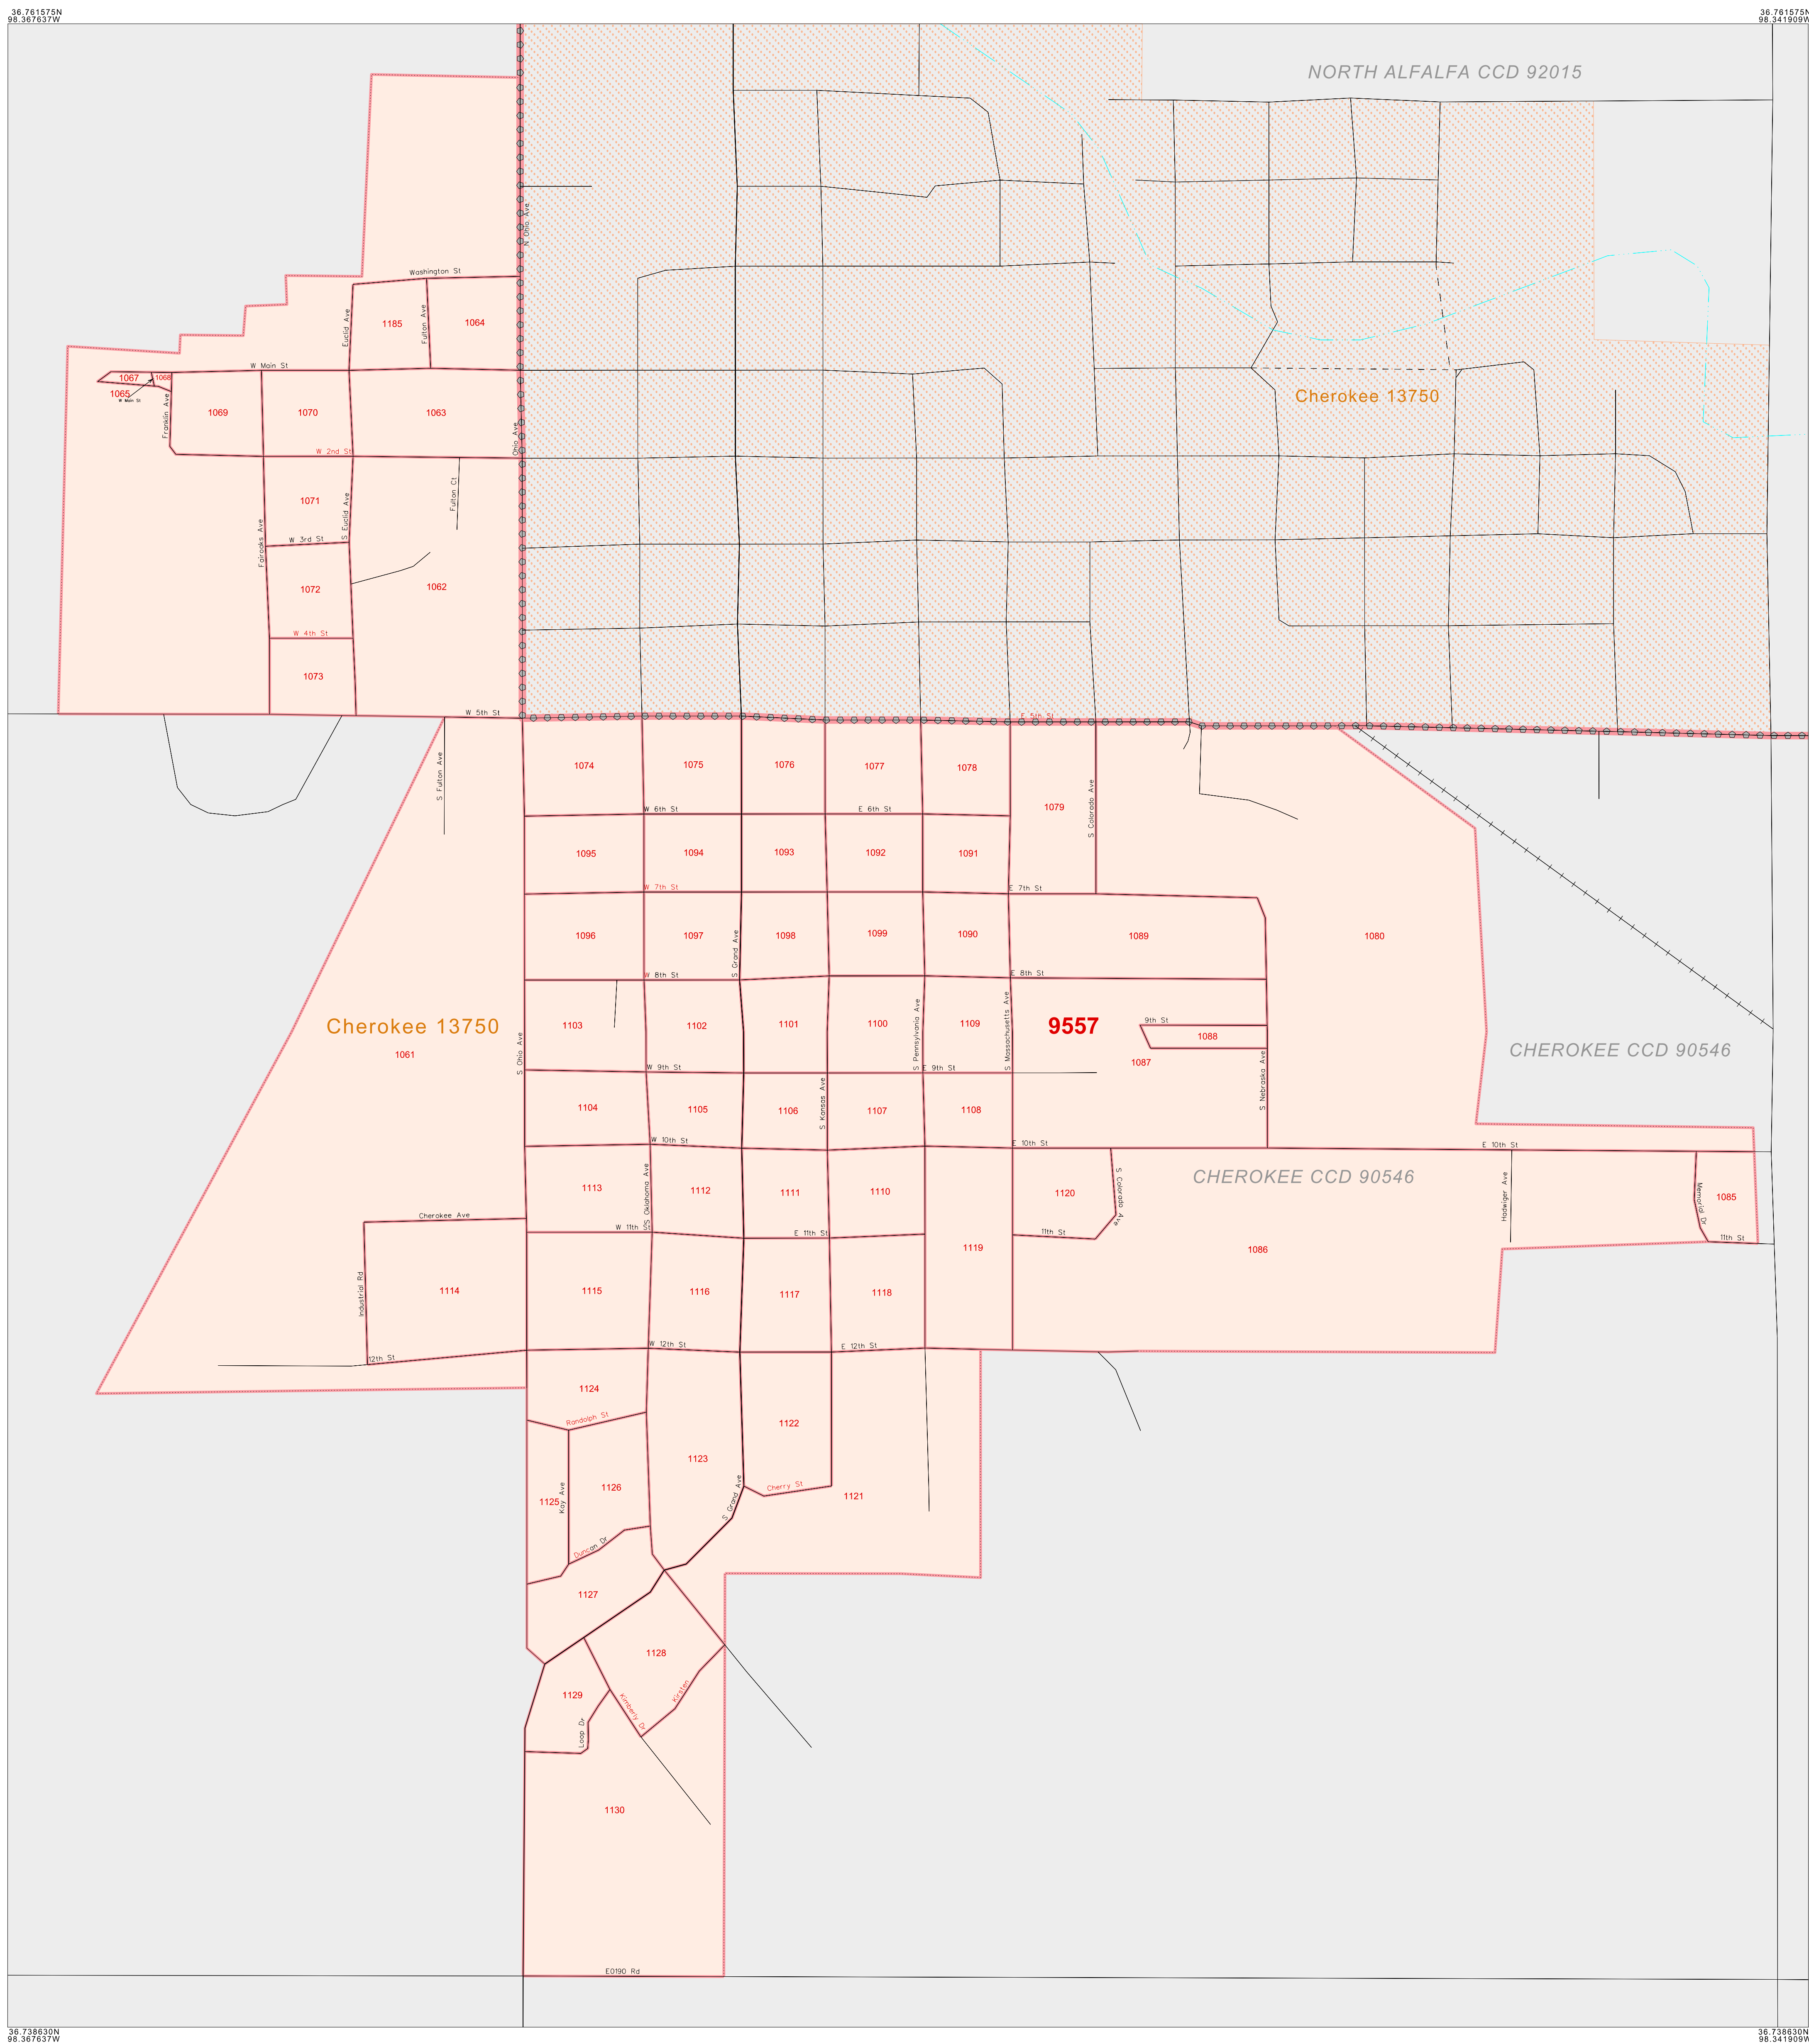 36.761575N
98.367637W
36.761575N
98.341909W
NORTH ALFALFA CCD 92015
N Ohio Ave
Washington St
Euclid Ave
1185
Fulton Ave
1064
W Main St
1067
1068
1065
W Main St
Franklin Ave
1069
1070
1063
Ohio Ave
Cherokee 13750
W 2nd St
1071
S Euclid Ave
Fulton Ct
Fairoaks Ave
W 3rd St
1072
1062
W 4th St
1073
W 5th St
E 5th St
S Fulton Ave
1074
1075
1076
1077
1078
1079
S Colorado Ave
W 6th St
E 6th St
1095
1094
1093
1092
1091
W 7th St
E 7th St
1096
1097
S Grand Ave
1098
1099
1090
1089
1080
W 8th St
E 8th St
Cherokee 13750
1061
S Ohio Ave
1103
1102
1101
1100
S Pennsylvania Ave
1109
S Massachusetts Ave
9557
9th St
1088
1087
S Nebraska Ave
CHEROKEE CCD 90546
W 9th St
E 9th St
1104
1105
1106
S Kansas Ave
1107
1108
W 10th St
E 10th St
E 10th St
1113
S Oklahoma Ave
1112
1111
1110
1120
S Colorado Ave
CHEROKEE CCD 90546
Hadwiger Ave
Memorial Dr
1085
Cherokee Ave
W 11th St
E 11th St
11th St
11th St
1119
1086
Industrial Rd
1114
1115
1116
1117
1118
12th St
W 12th St
E 12th St
1124
Randolph St
1122
1123
1125
Kay Ave
1126
S Grand Ave
Cherry St
1121
Duncan Dr
1127
1128
1129
Kimberly Dr
Kirsten
Loop Dr
1130
E0190 Rd
36.738630N
98.367637W
36.738630N
98.341909W